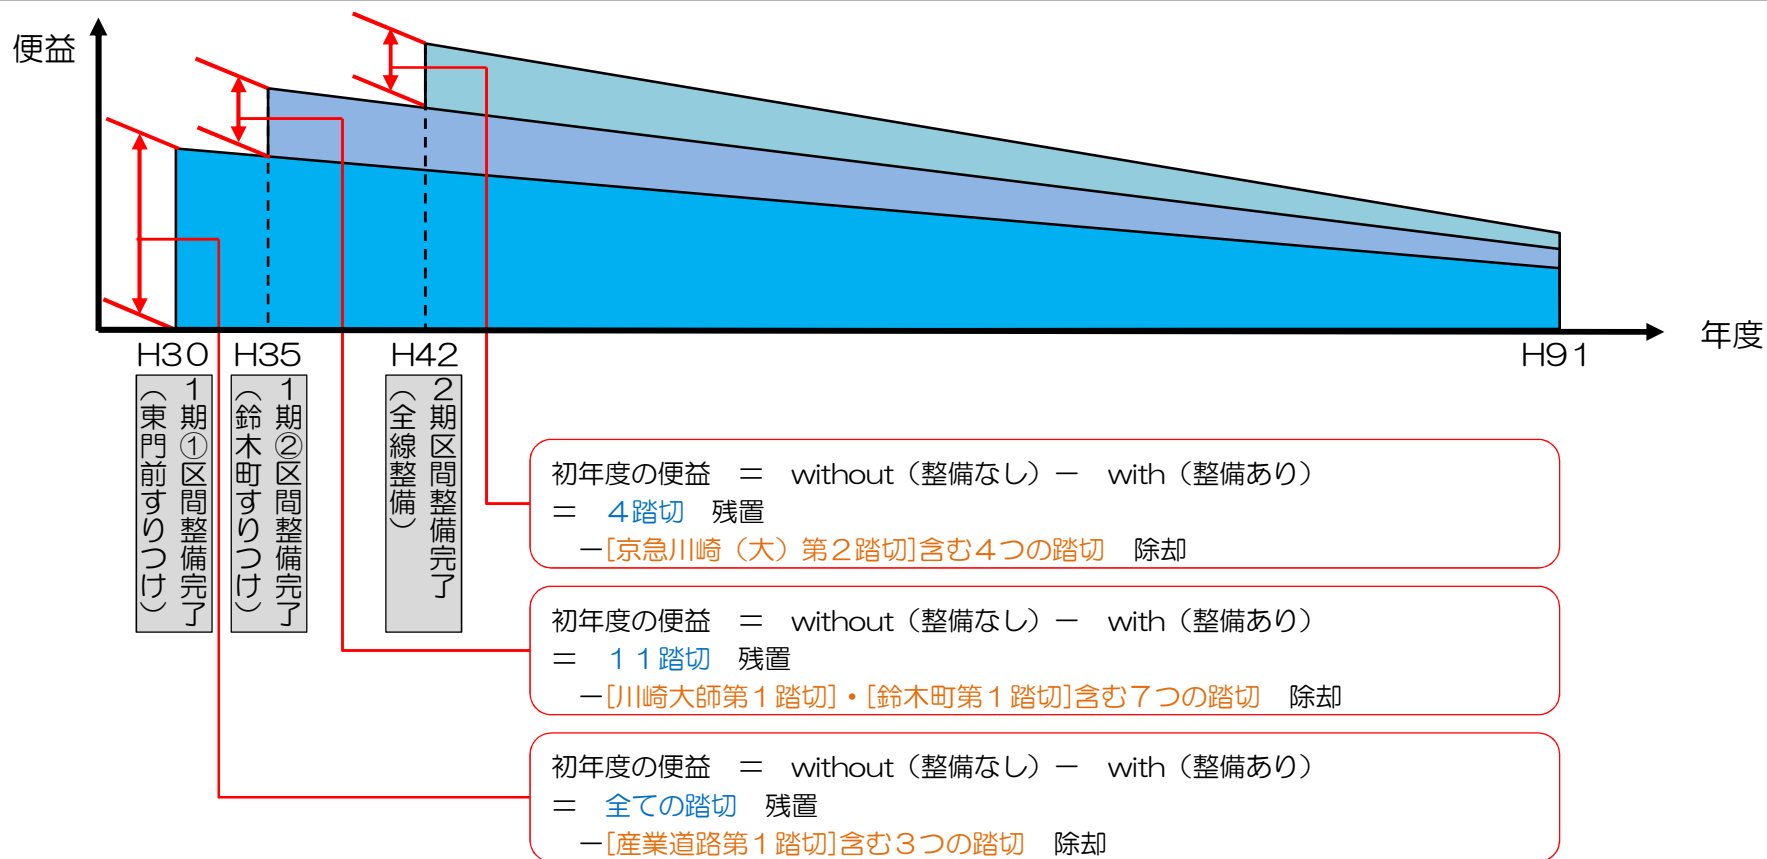 便益
年度
H30
H35
H42
H91
1期①区間整備完了
（東門前すりつけ）
1期②区間整備完了
（鈴木町すりつけ）
2期区間整備完了
（全線整備）
初年度の便益　＝　without（整備なし）－　with（整備あり）
＝　4踏切　残置
－[京急川崎（大）第2踏切]含む4つの踏切　除却
初年度の便益　＝　without（整備なし）－　with（整備あり）
＝　11踏切　残置
－[川崎大師第1踏切]・[鈴木町第1踏切]含む7つの踏切　除却
初年度の便益　＝　without（整備なし）－　with（整備あり）
＝　全ての踏切　残置
－[産業道路第1踏切]含む3つの踏切　除却